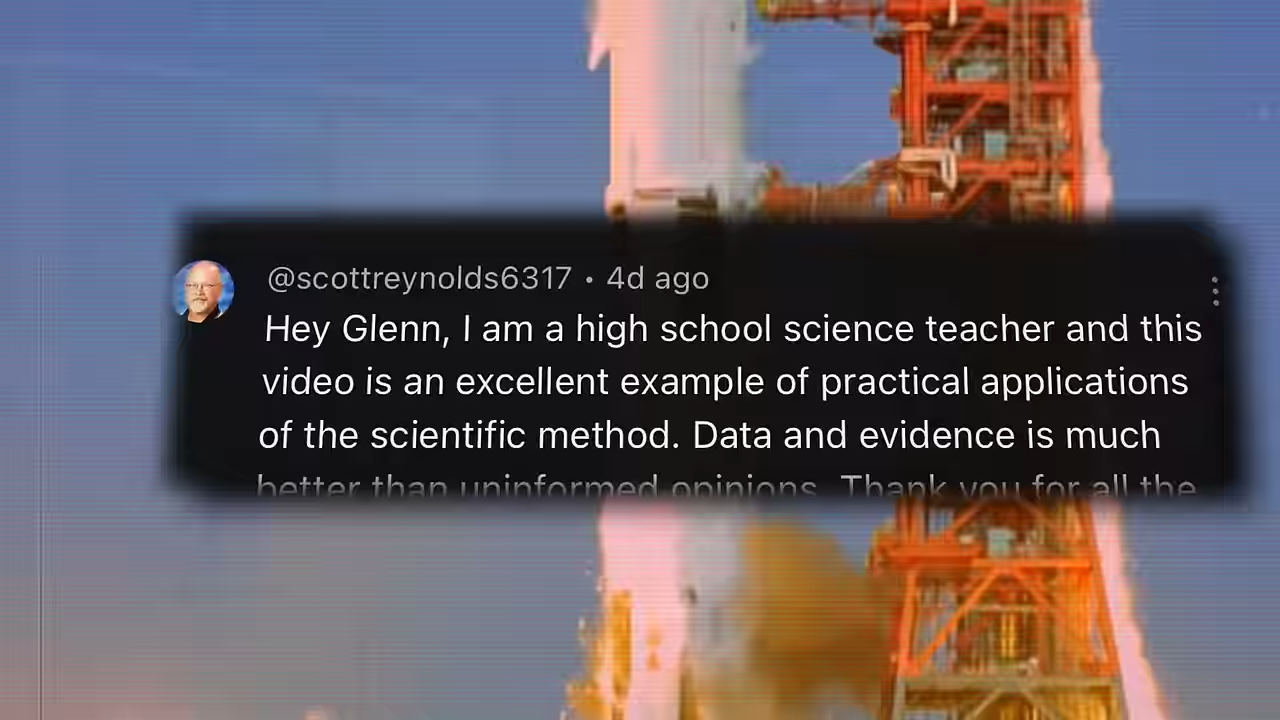 @scottreynolds6317 • 4d ago
Hey Glenn, I am a high school science teacher and this
video is an excellent example of practical applications
of the scientific method. Data and evidence is much
better than uninformed opinions. Thank you for all the